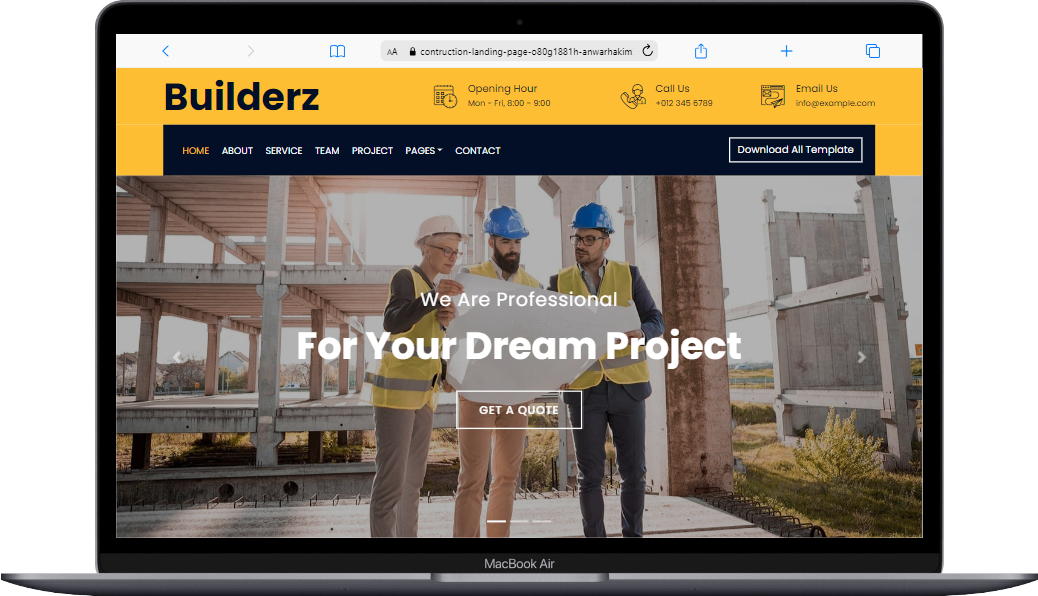 AA contruction-landing-page-o80g1881h-anwarhakim
Builderz
Opening Hour
Mon - Fri, 8:00 - 9:00
Call Us
+012 345 6789
Email Us
info@example.com
HOME ABOUT SERVICE TEAM PROJECT PAGES CONTACT
Download All Template
We Are Professional
For Your Dream Project
GET A QUOTE
MacBook Air